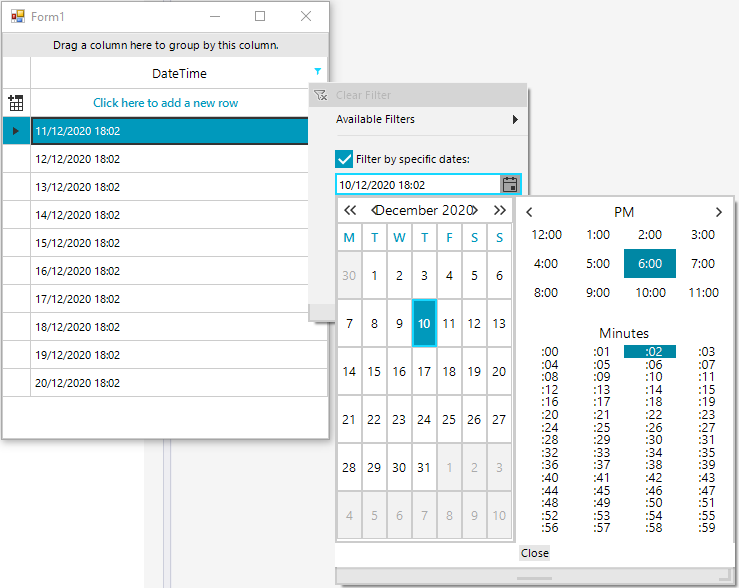 Form1
Drag a column here to group by this column.
DateTime
Click here to add a new row
11/12/2020 18:02
12/12/2020 18:02
13/12/2020 18:02
14/12/2020 18:02
15/12/2020 18:02
16/12/2020 18:02
17/12/2020 18:02
18/12/2020 18:02
19/12/2020 18:02
20/12/2020 18:02
Clear Filter
Available Filters
Filter by specific dates:
10/12/2020 18:02
December 2020
M T W T F S S
30 1 2 3 4 5 6
7 8 9 10 11 12 13
14 15 16 17 18 19 20
21 22 23 24 25 26 27
28 29 30 31 1 2 3
4 5 6 7 8 9 10
PM
12:00 1:00 2:00 3:00
4:00 5:00 6:00 7:00
8:00 9:00 10:00 11:00
Minutes
:00 :01 :02 :03
:04 :05 :06 :07
:08 :09 :10 :11
:12 :13 :14 :15
:16 :17 :18 :19
:20 :21 :22 :23
:24 :25 :26 :27
:28 :29 :30 :31
:32 :33 :34 :35
:36 :37 :38 :39
:40 :41 :42 :43
:44 :45 :46 :47
:48 :49 :50 :51
:52 :53 :54 :55
:56 :57 :58 :59
Close